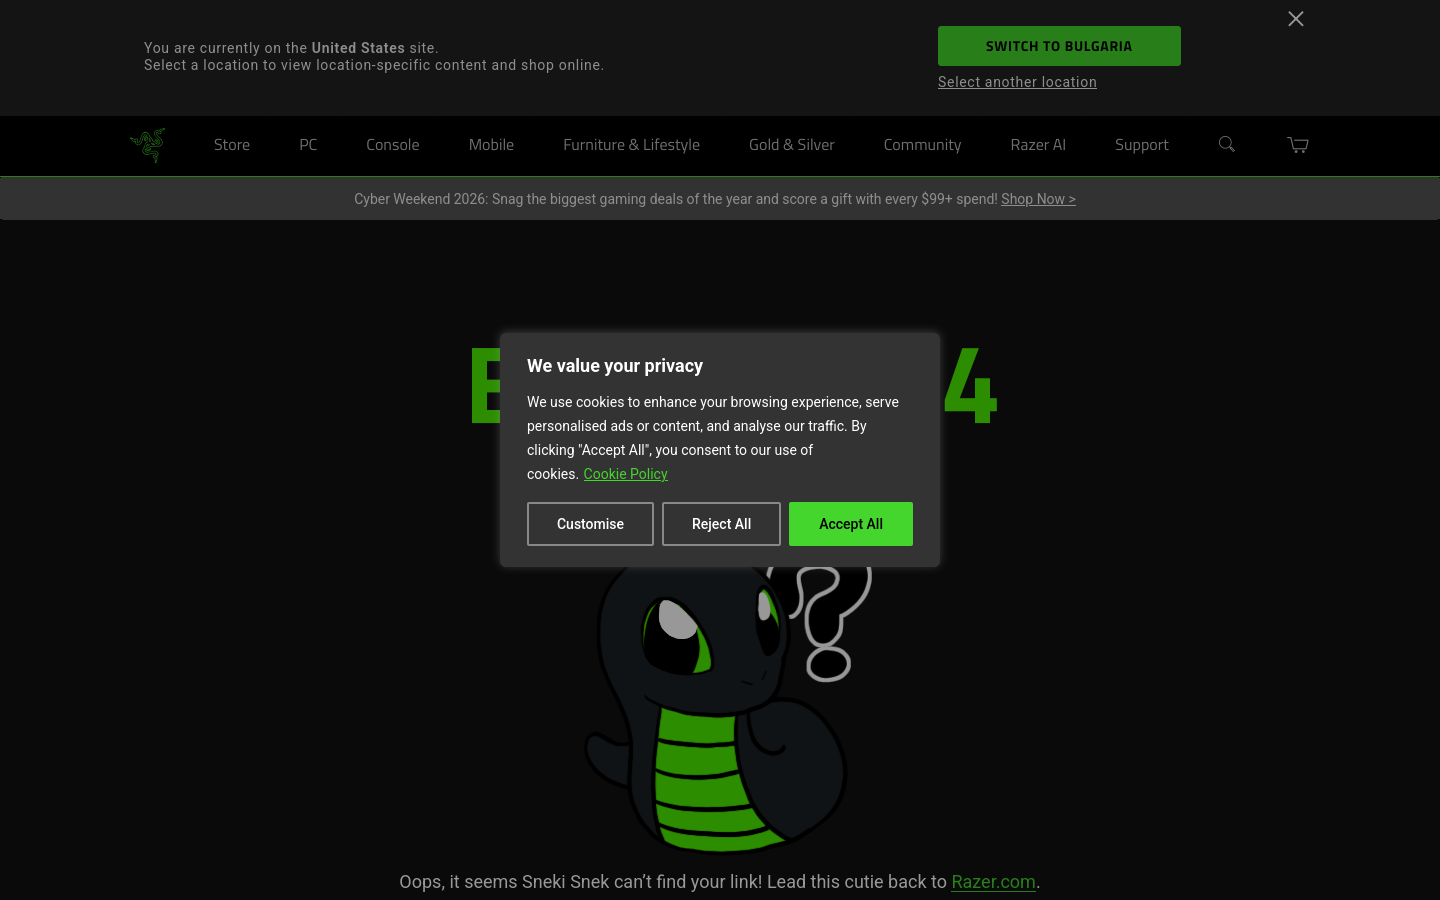 You are currently on the United States site.
Select a location to view location-specific content and shop online.
SWITCH TO BULGARIA
Select another location
Store PC Console Mobile Furniture & Lifestyle Gold & Silver Community Razer AI Support
Cyber Weekend 2026: Snag the biggest gaming deals of the year and score a gift with every $99+ spend! Shop Now >
We value your privacy
We use cookies to enhance your browsing experience, serve
personalised ads or content, and analyse our traffic. By
clicking "Accept All", you consent to our use of
cookies. Cookie Policy
Customise Reject All Accept All
Oops, it seems Sneki Snek can’t find your link! Lead this cutie back to Razer.com.